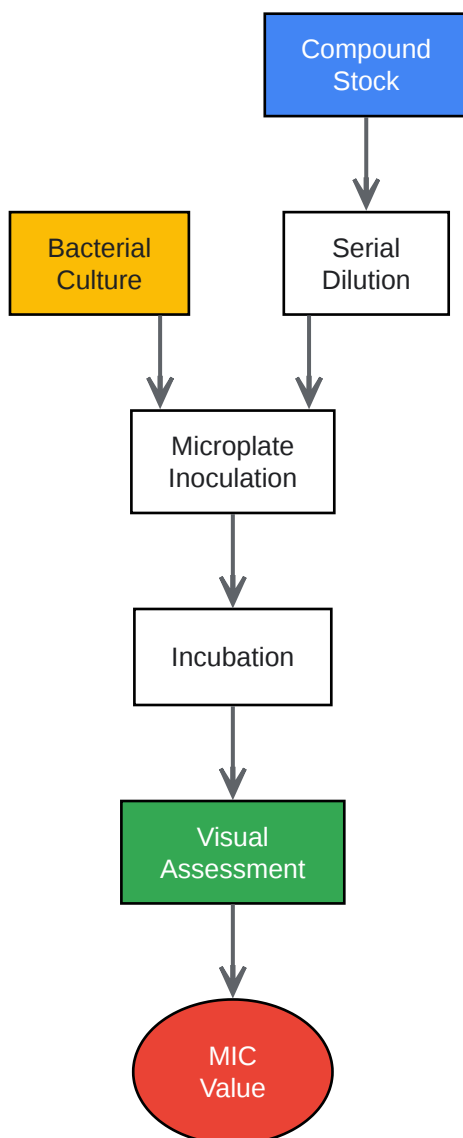 Compound
Stock
Bacterial
Culture
Serial
Dilution
Microplate
Inoculation
Incubation
Visual
Assessment
MIC
Value